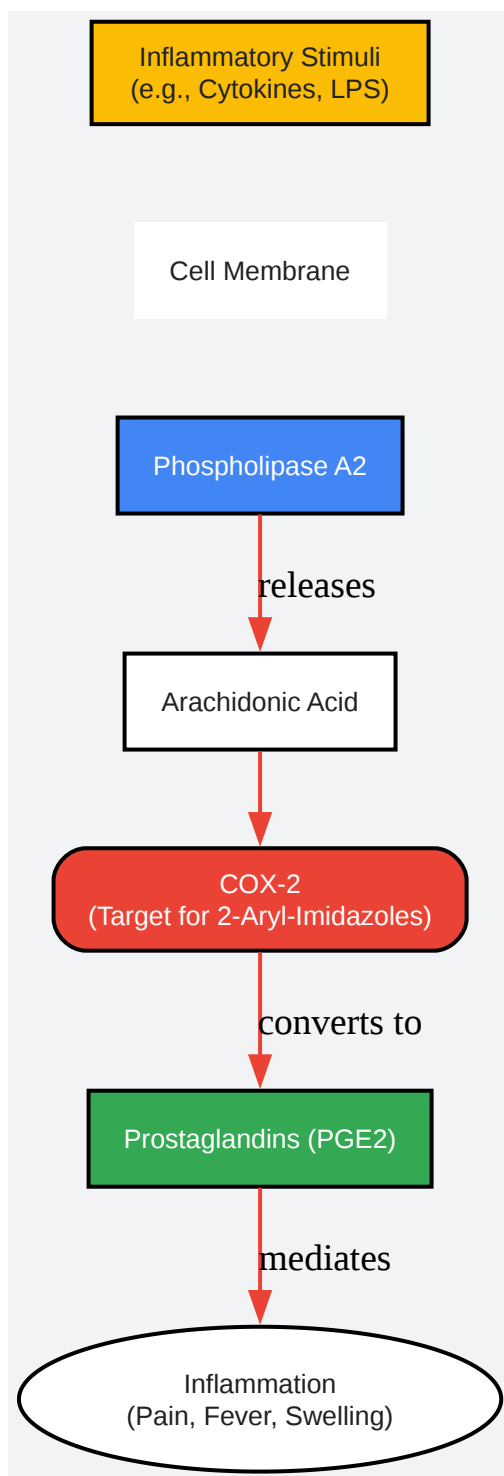 Inflammatory Stimuli
(e.g., Cytokines, LPS)
Cell Membrane
Phospholipase A2
releases
Arachidonic Acid
COX-2
(Target for 2-Aryl-Imidazoles)
converts to
Prostaglandins (PGE2)
mediates
Inflammation
(Pain, Fever, Swelling)